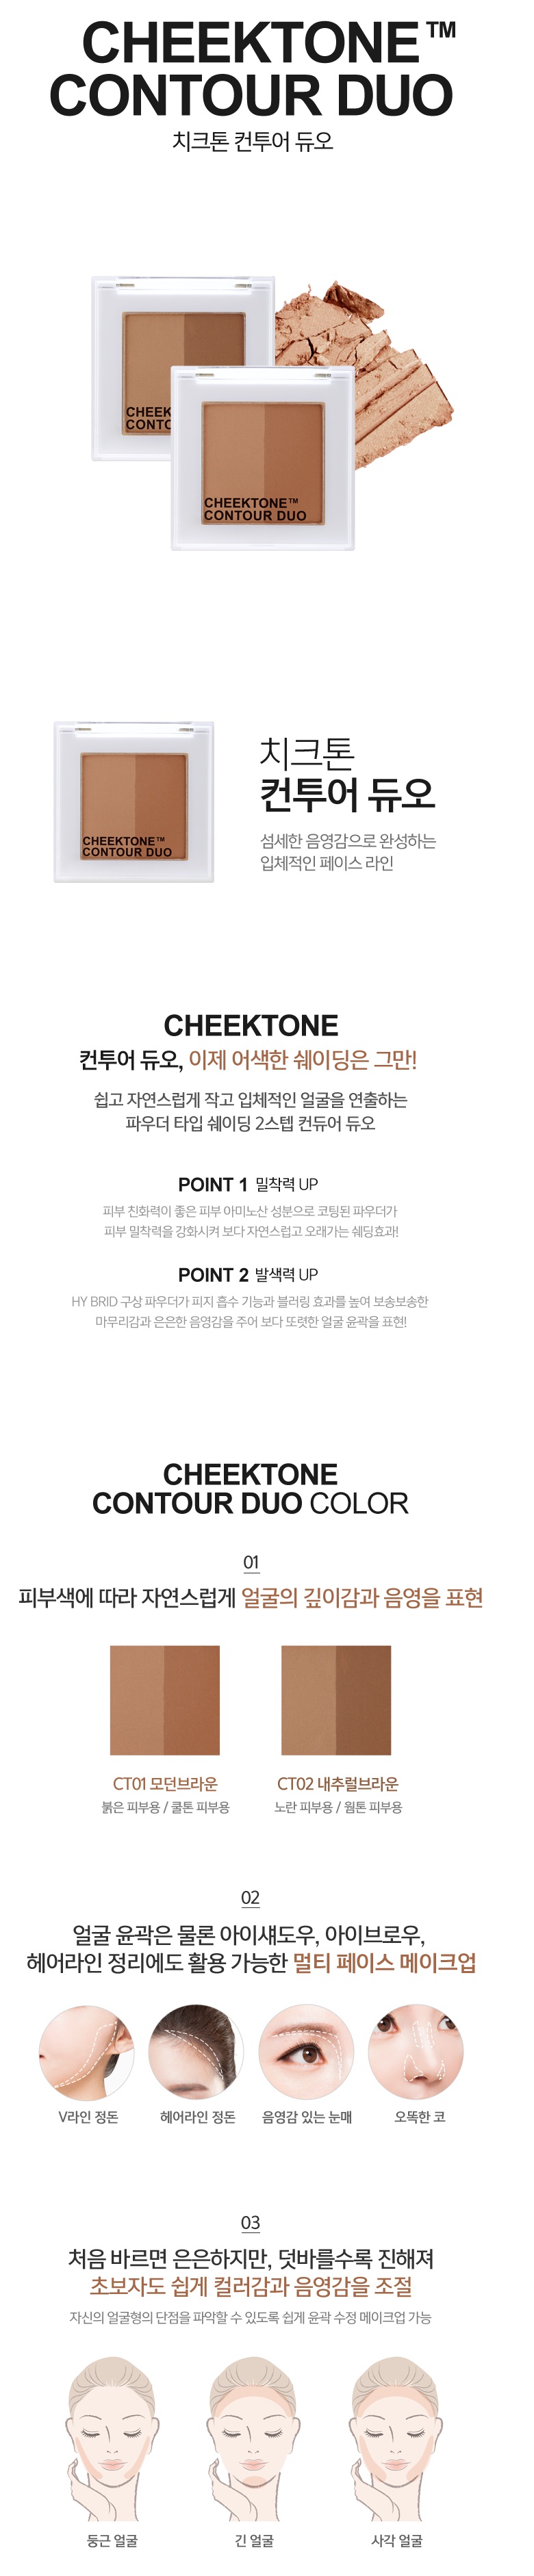 CHEEKTONE™
CONTOUR DUO
치크톤 컨투어 듀오
CHEEK
CONTO
CHEEKTONE™
CONTOUR DUO
CHEEKTONE™
CONTOUR DUO
치크톤
컨투어 듀오
섬세한 음영감으로 완성하는
입체적인 페이스 라인
CHEEKTONE
컨투어 듀오, 이제 어색한 쉐이딩은 그만!
쉽고 자연스럽게 작고 입체적인 얼굴을 연출하는
파우더 타입 쉐이딩 2스텝 컨듀어 듀오
POINT 1 밀착력 UP
피부 친화력이 좋은 피부 아미노산 성분으로 코팅된 파우더가
피부 밀착력을 강화시켜 보다 자연스럽고 오래가는 쉐딩효과!
POINT 2 발색력 UP
HY BRID 구상 파우더가 피지 흡수 기능과 블러링 효과를 높여 보송보송한
마무리감과 은은한 음영감을 주어 보다 또렷한 얼굴 윤곽을 표현!
CHEEKTONE
CONTOUR DUO COLOR
01
피부색에 따라 자연스럽게 얼굴의 깊이감과 음영을 표현
CT01 모던브라운
붉은 피부용 / 쿨톤 피부용
CT02 내추럴브라운
노란 피부용 / 웜톤 피부용
02
얼굴 윤곽은 물론 아이섀도우, 아이브로우,
헤어라인 정리에도 활용 가능한 멀티 페이스 메이크업
V라인 정돈
헤어라인 정돈
음영감 있는 눈매
오똑한 코
03
처음 바르면 은은하지만, 덧바를수록 진해져
초보자도 쉽게 컬러감과 음영감을 조절
자신의 얼굴형의 단점을 파악할 수 있도록 쉽게 윤곽 수정 메이크업 가능
둥근 얼굴
긴 얼굴
사각 얼굴